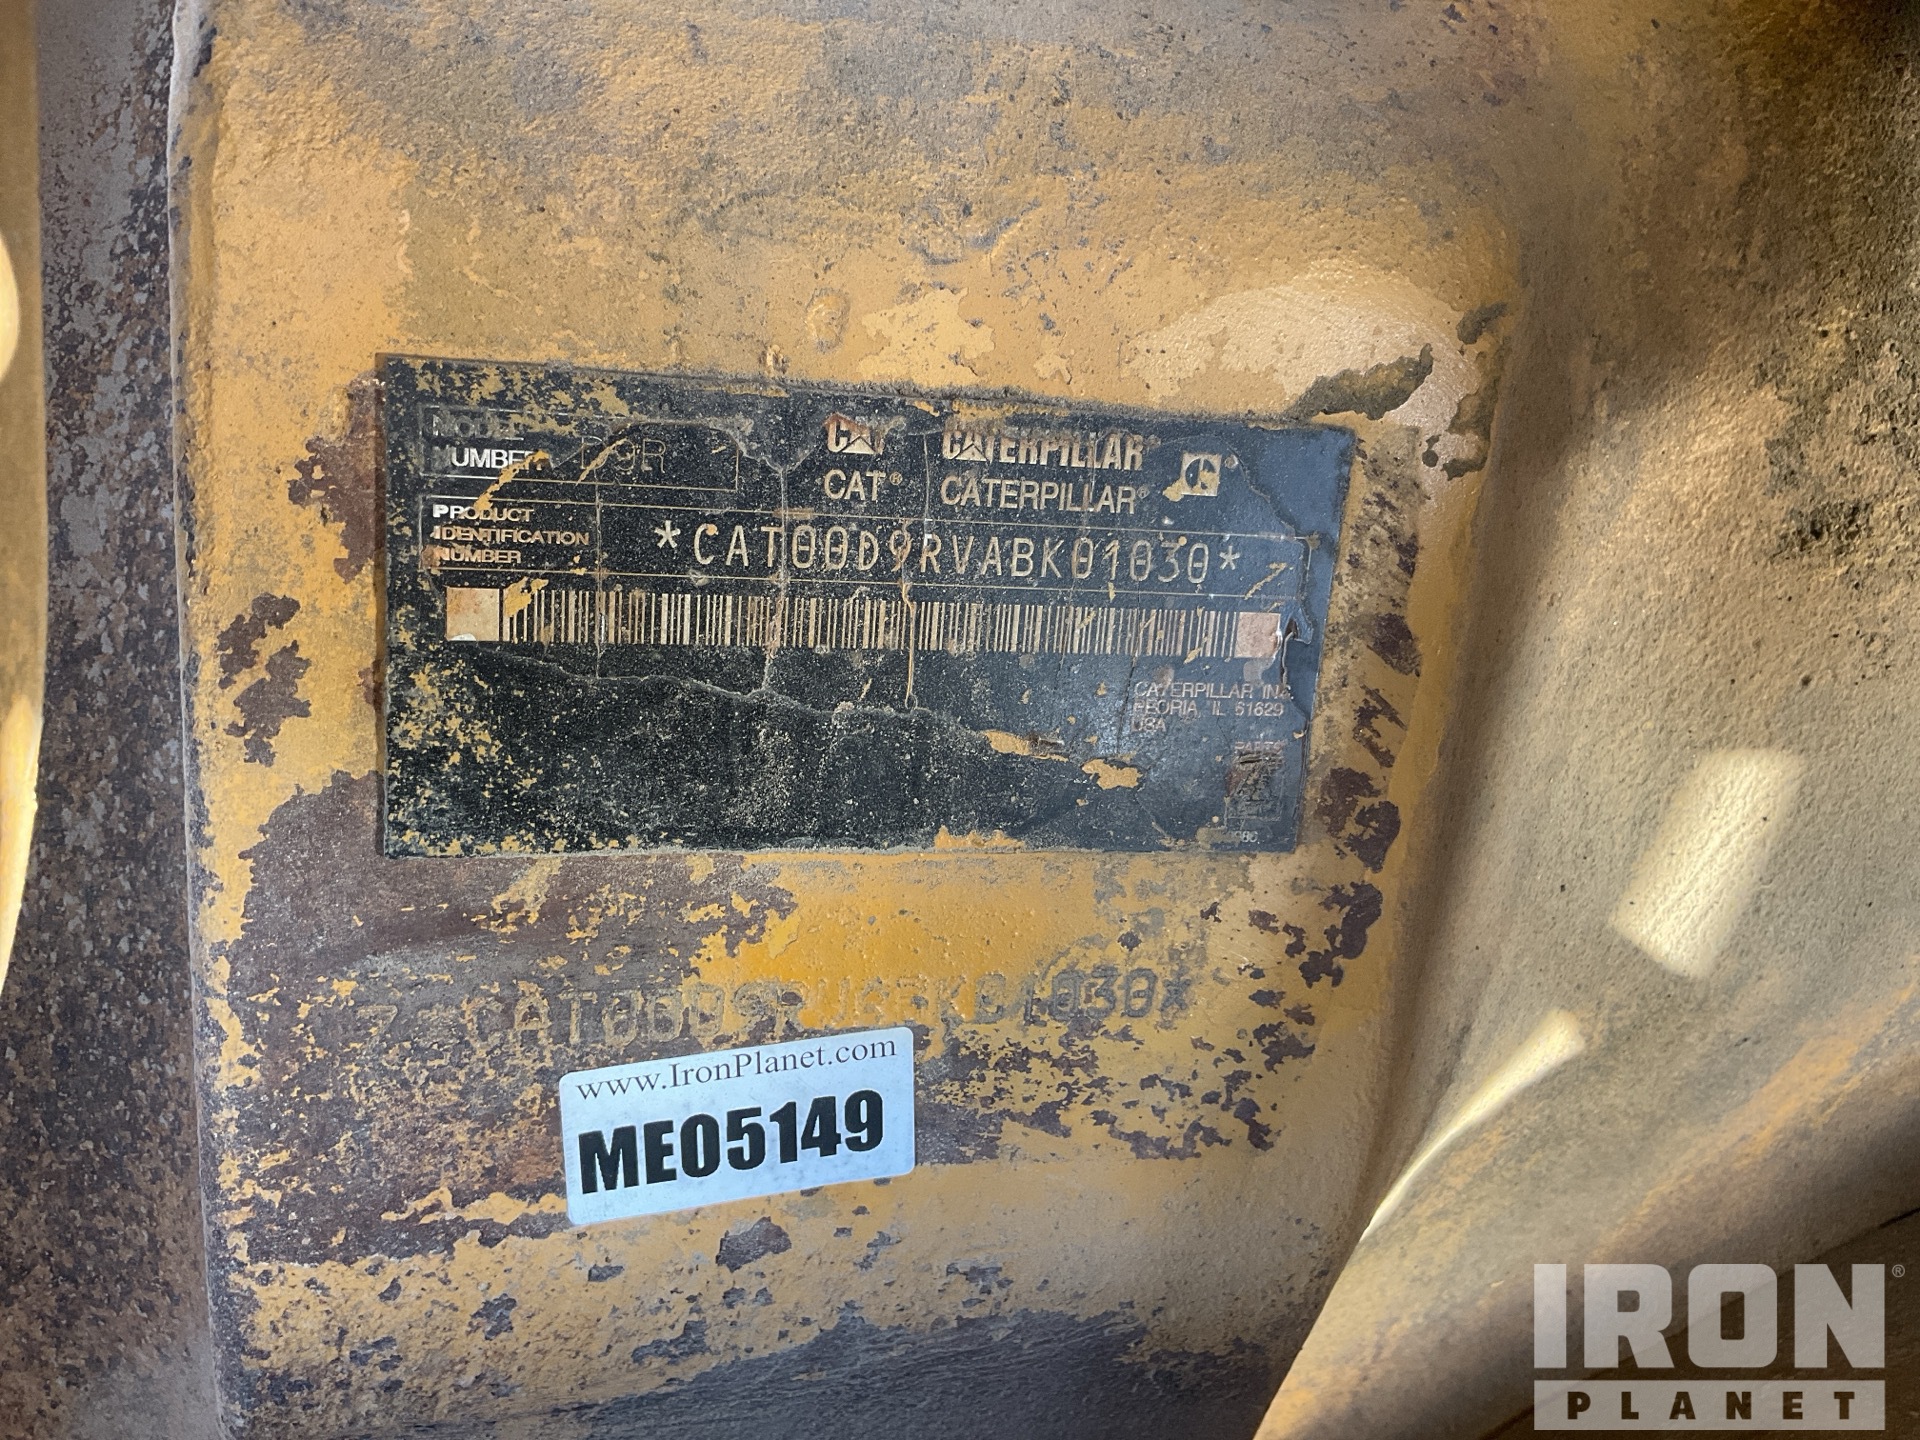 MODEL
NUMBER D9R
CAT CATERPILLAR®
CAT® CATERPILLAR®
PRODUCT
IDENTIFICATION
NUMBER
*CAT00D9RVABK01030*
CATERPILLAR INC.
PEORIA, IL 61629
USA
*CAT00D9RVABK01030*
www.IronPlanet.com
ME05149
IRON®
PLANET